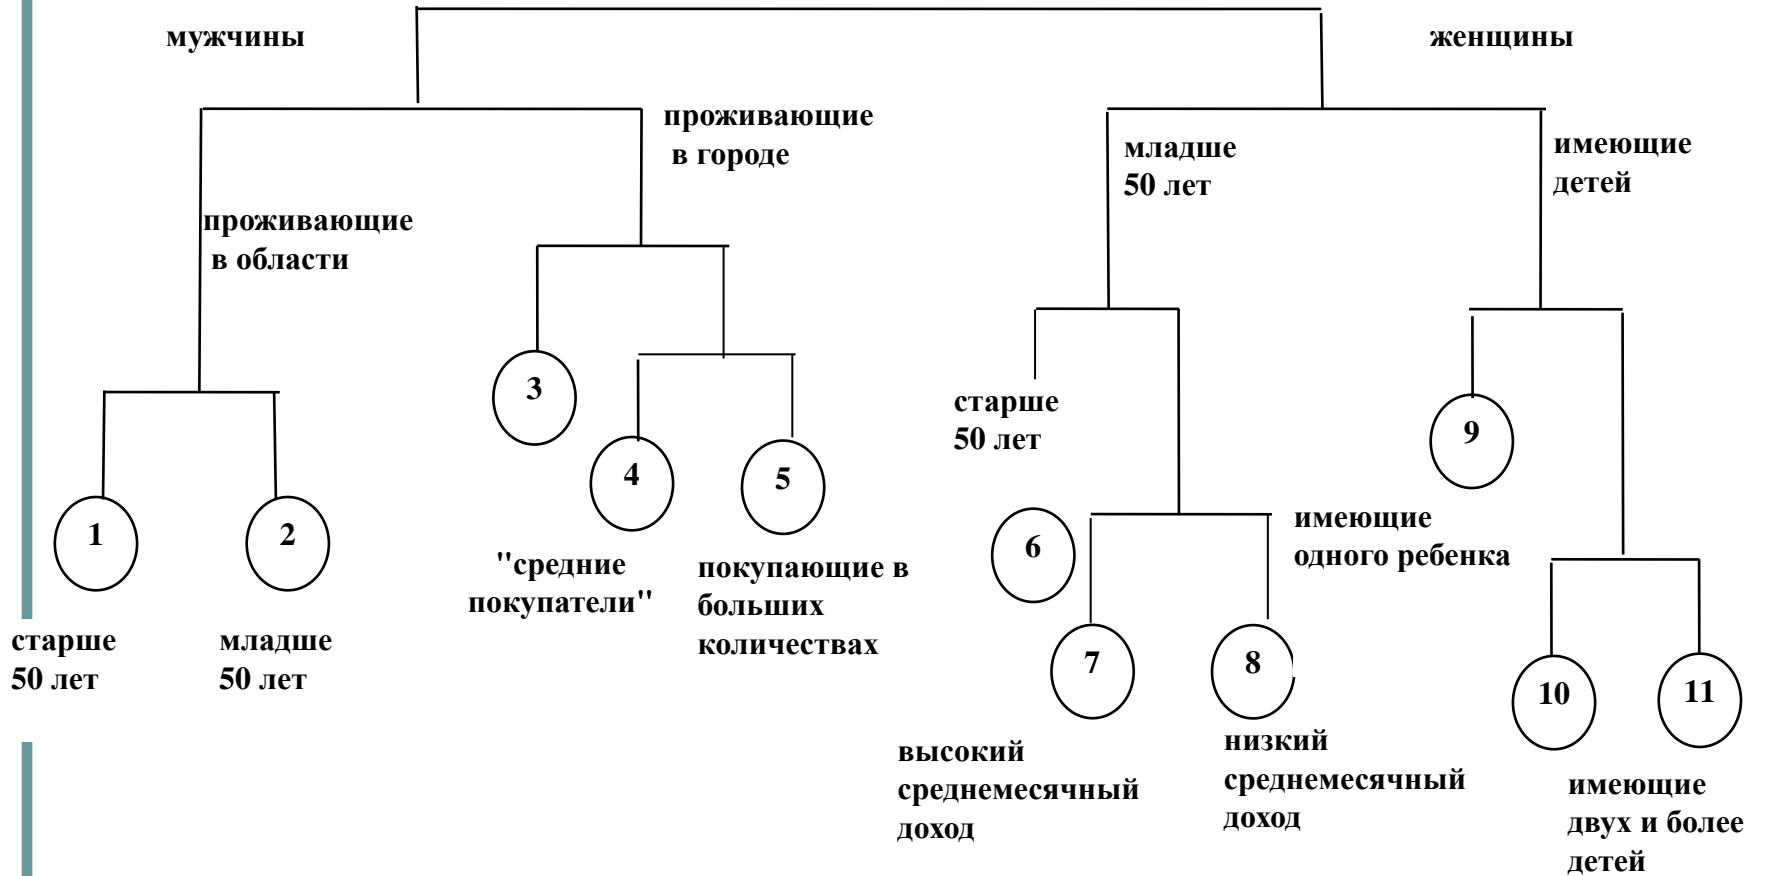 мужчины
женщины
проживающие
в городе
младше
50 лет
имеющие
детей
проживающие
в области
3
старше
50 лет
9
4
5
1
2
6
имеющие
одного ребенка
"средние
покупатели"
покупающие в
больших
количествах
старше
50 лет
младше
50 лет
7
8
10
11
высокий
среднемесячный
доход
низкий
среднемесячный
доход
имеющие
двух и более
детей